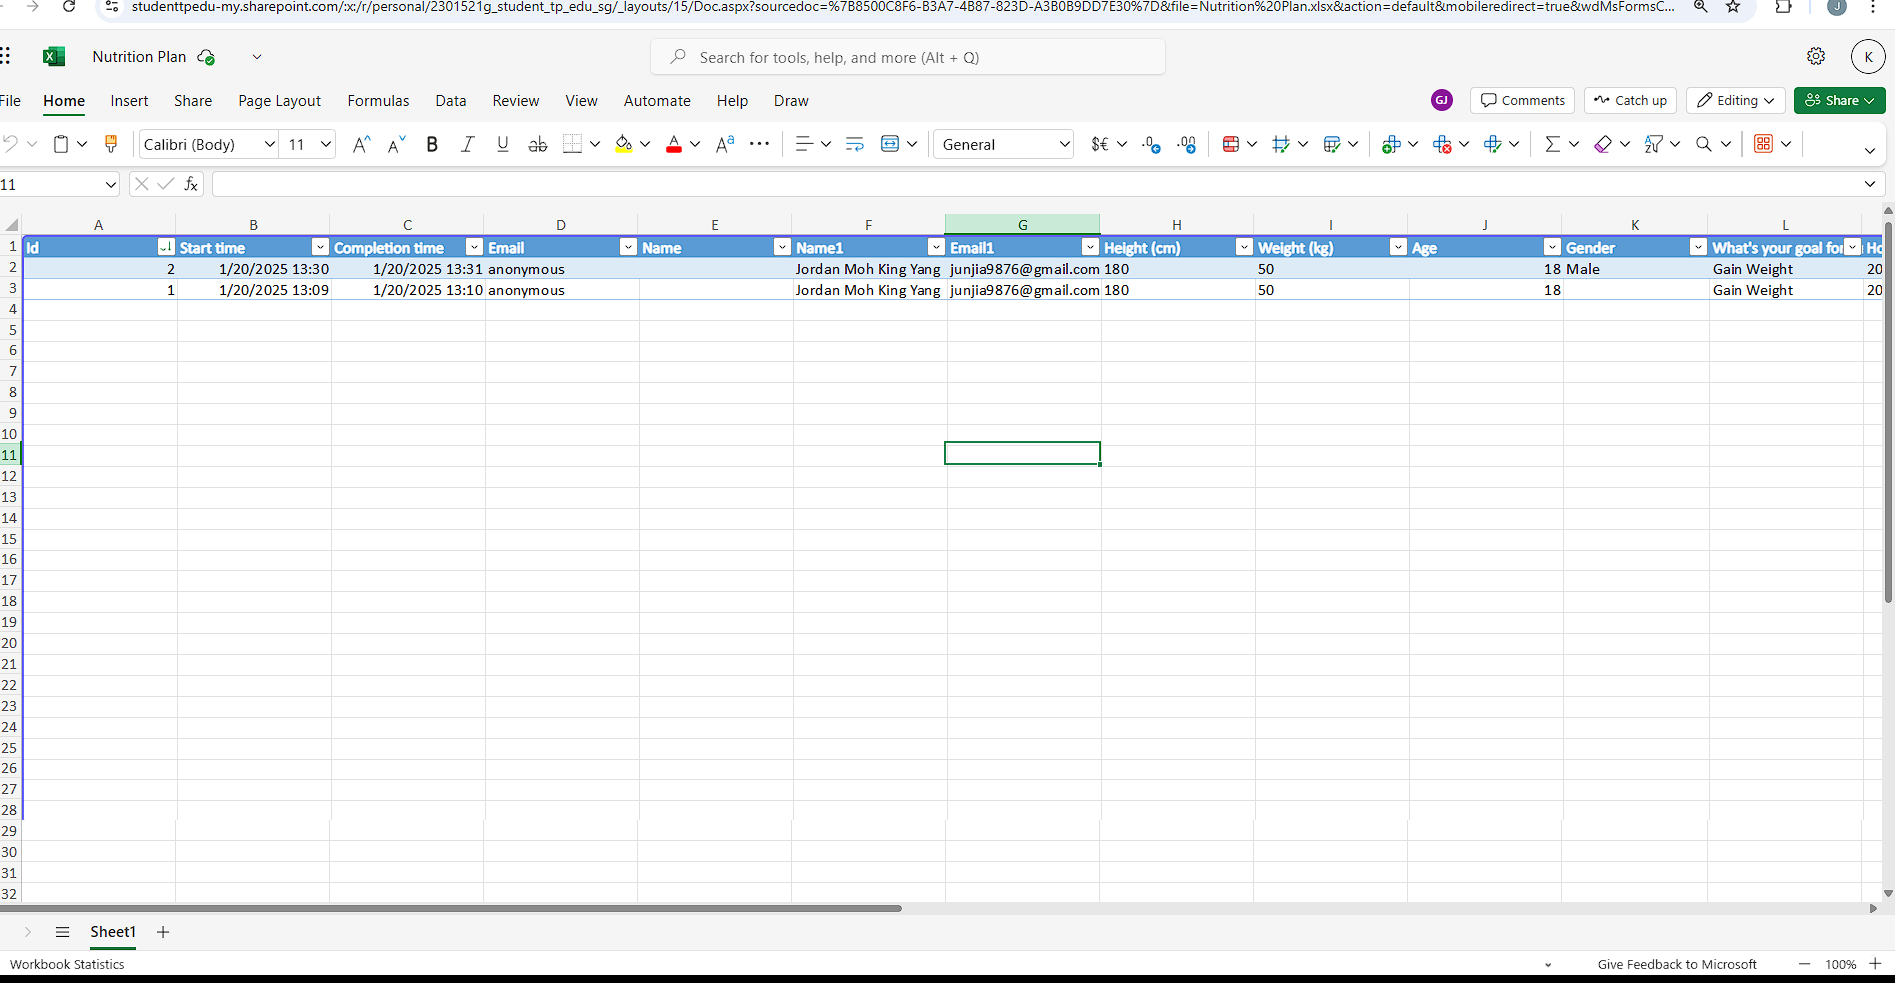 studenttpedu-my.sharepoint.com/:x:/r/personal/2301521g_student_tp_edu_sg/_layouts/15/Doc.aspx?sourcedoc=%7B8500C8F6-B3A7-4B87-823D-A3B0B9DD7E30%7D&file=Nutrition%20Plan.xlsx&action=default&mobileredirect=true&wdMsFormsC... J
Nutrition Plan Search for tools, help, and more (Alt + Q) K
File Home Insert Share Page Layout Formulas Data Review View Automate Help Draw GJ Comments Catch up Editing Share
Calibri (Body) 11 General
11 fx
A B C D E F G H I J K L
1 Id Start time Completion time Email Name Name1 Email1 Height (cm) Weight (kg) Age Gender What's your goal for Ho
2 2 1/20/2025 13:30 1/20/2025 13:31 anonymous Jordan Moh King Yang junjia9876@gmail.com 180 50 18 Male Gain Weight 20
3 1 1/20/2025 13:09 1/20/2025 13:10 anonymous Jordan Moh King Yang junjia9876@gmail.com 180 50 18 Gain Weight 20
4
5
6
7
8
9
10
11
12
13
14
15
16
17
18
19
20
21
22
23
24
25
26
27
28
29
30
31
32
Sheet1
Workbook Statistics Give Feedback to Microsoft 100%